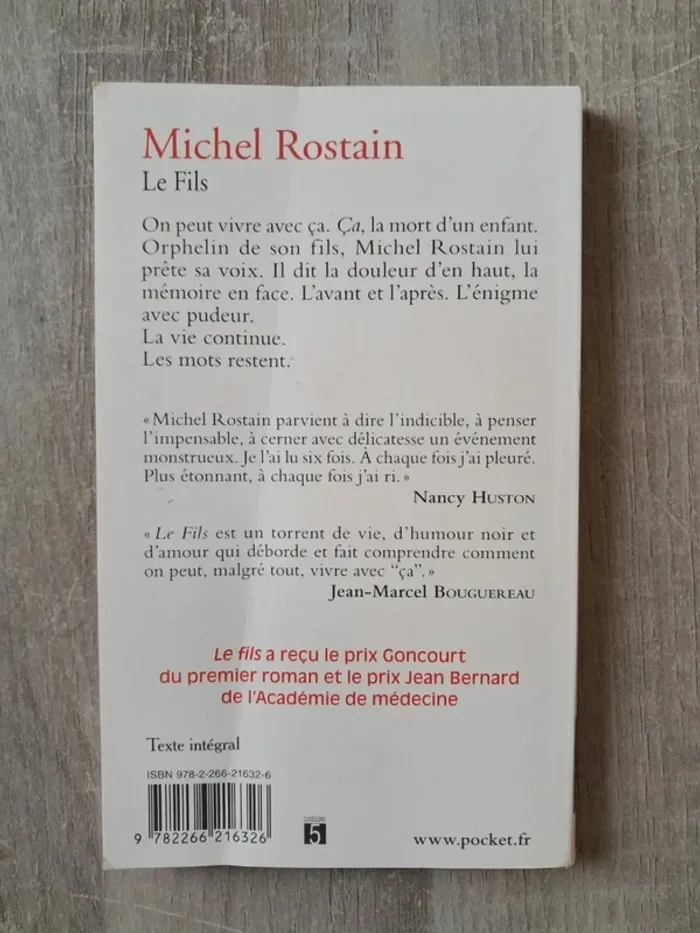 Michel Rostain
Le Fils
On peut vivre avec ça. Ça, la mort d'un enfant.
Orphelin de son fils, Michel Rostain lui
prête sa voix. Il dit la douleur d'en haut, la
mémoire en face. L'avant et l'après. L'énigme
avec pudeur.
La vie continue.
Les mots restent.
« Michel Rostain parvient à dire l'indicible, à penser
l'impensable, à cerner avec délicatesse un événement
monstrueux. Je l'ai lu six fois. À chaque fois j'ai pleuré.
Plus étonnant, à chaque fois j'ai ri. »
Nancy HUSTON
« Le Fils est un torrent de vie, d'humour noir et
d'amour qui déborde et fait comprendre comment
on peut, malgré tout, vivre avec “ça”. »
Jean-Marcel BOUGUEREAU
Le fils a reçu le prix Goncourt
du premier roman et le prix Jean Bernard
de l'Académie de médecine
Texte intégral
ISBN 978-2-266-21632-6
9 782266 216326
5
www.pocket.fr